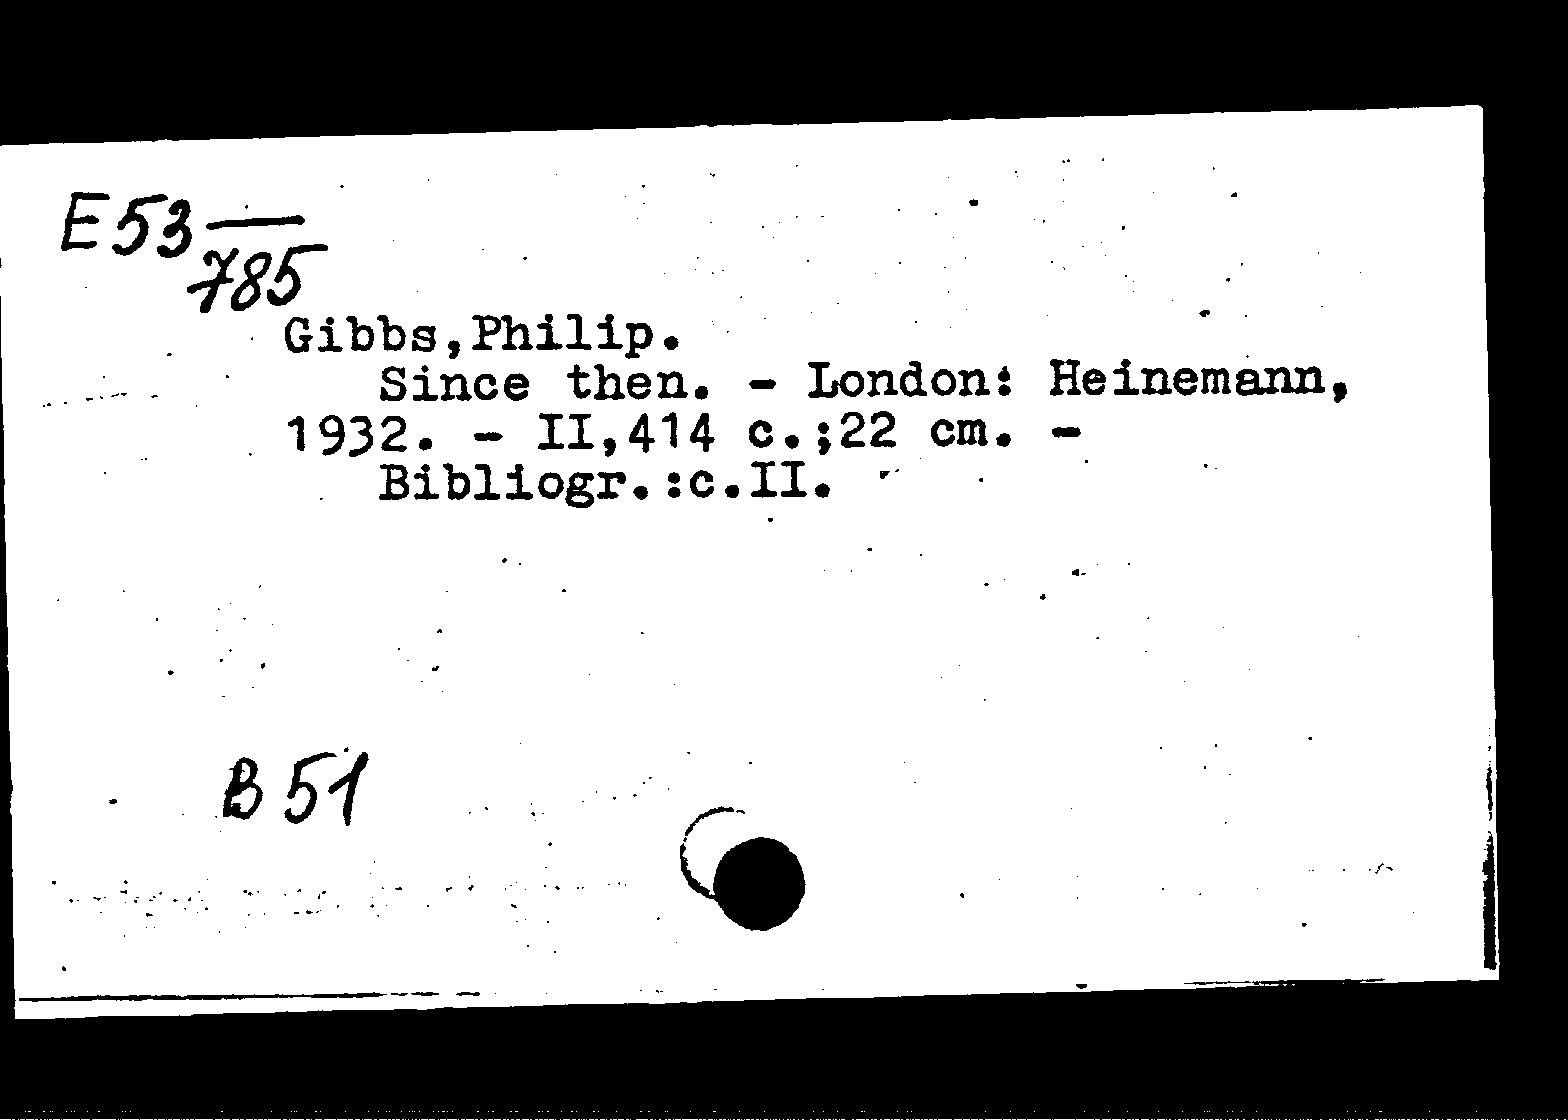 E53—
785
Gibbs,Philip.
Since then. - London: Heinemann,
1932. - II,414 c.;22 cm. -
Bibliogr.:c.II.
B 51